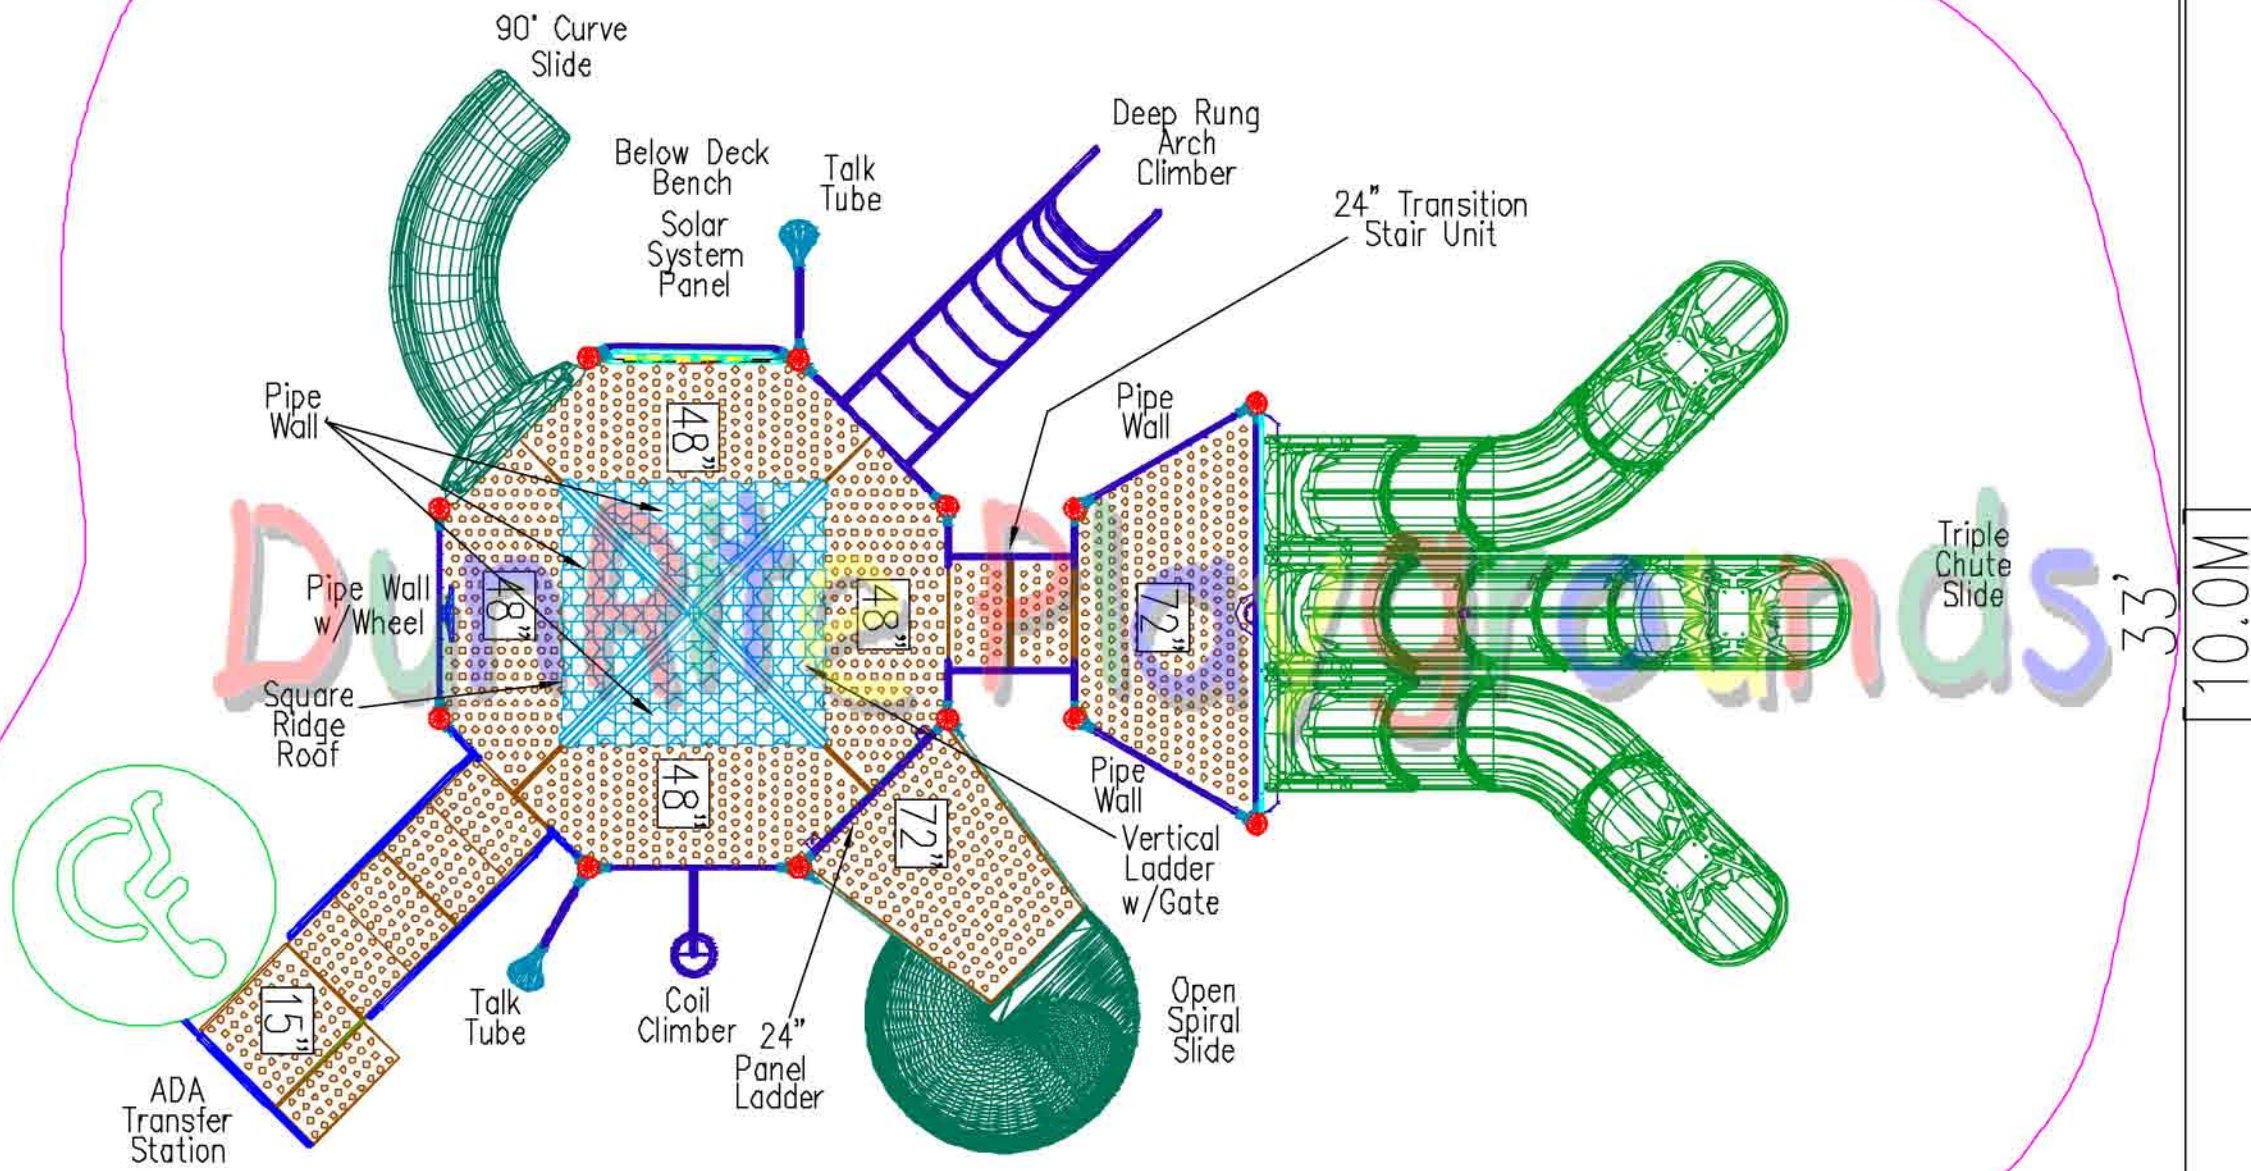 90° Curve
Slide
Below Deck
Bench
Solar
System
Panel
Talk
Tube
Deep Rung
Arch
Climber
24" Transition
Stair Unit
Pipe
Wall
Pipe
Wall
48"
Pipe Wall
w/Wheel
48"
48"
72"
DunRite Playgrounds
Triple
Chute
Slide
33'
10.0M
Square
Ridge
Roof
48"
72"
Pipe
Wall
Vertical
Ladder
w/Gate
15"
Talk
Tube
Coil
Climber
24"
Panel
Ladder
Open
Spiral
Slide
ADA
Transfer
Station